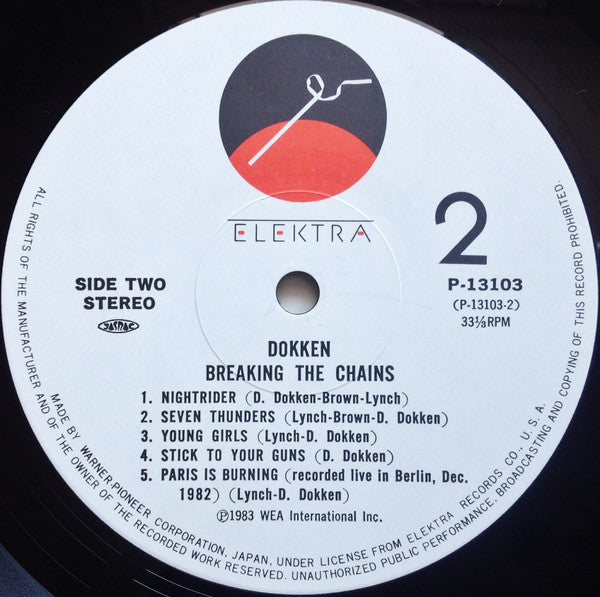 ELEKTRA
2
SIDE TWO
STEREO
JASRAC
P-13103
(P-13103-2)
33⅓RPM
DOKKEN
BREAKING THE CHAINS
1. NIGHTRIDER (D. Dokken-Brown-Lynch)
2. SEVEN THUNDERS (Lynch-Brown-D. Dokken)
3. YOUNG GIRLS (Lynch-D. Dokken)
4. STICK TO YOUR GUNS (D. Dokken)
5. PARIS IS BURNING (recorded live in Berlin, Dec.
1982) (Lynch-D. Dokken)
Ⓟ1983 WEA International Inc.
MADE BY WARNER-PIONEER CORPORATION, JAPAN, UNDER LICENSE FROM ELEKTRA RECORDS CO., U.S.A.
ALL RIGHTS OF THE MANUFACTURER AND OF THE OWNER OF THE RECORDED WORK RESERVED. UNAUTHORIZED PUBLIC PERFORMANCE, BROADCASTING AND COPYING OF THIS RECORD PROHIBITED.